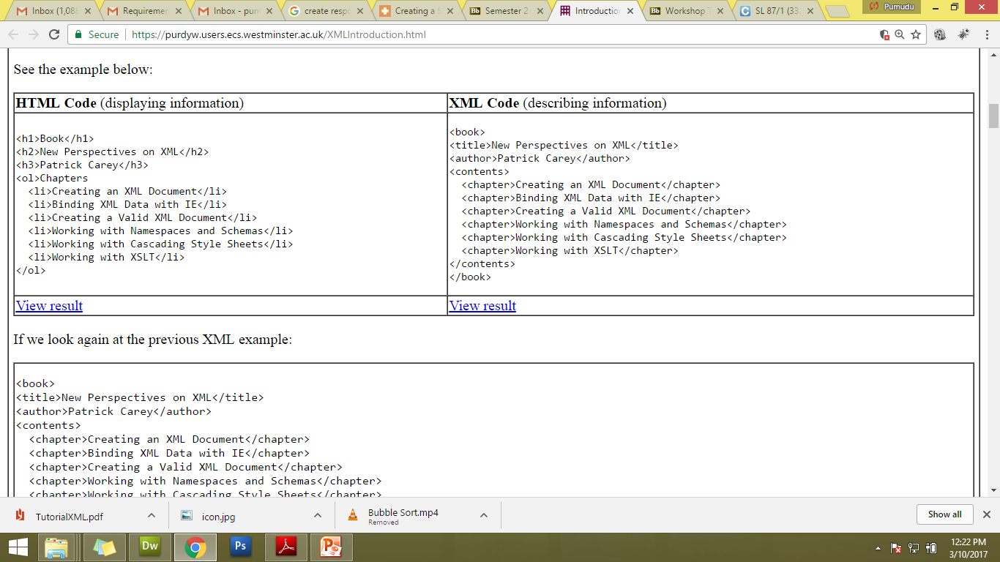 Inbox (1,088
Requiremen
Inbox - pum
create respo
Creating a S
Semester 2
Introduction
Workshop T
SL 87/1 (33.
Pumudu
Secure
https://purdyw.users.ecs.westminster.ac.uk/XMLIntroduction.html
See the example below:
HTML Code (displaying information)
XML Code (describing information)
<h1>Book</h1>
<h2>New Perspectives on XML</h2>
<h3>Patrick Carey</h3>
<ol>Chapters
<li>Creating an XML Document</li>
<li>Binding XML Data with IE</li>
<li>Creating a Valid XML Document</li>
<li>Working with Namespaces and Schemas</li>
<li>Working with Cascading Style Sheets</li>
<li>Working with XSLT</li>
</ol>
<book>
<title>New Perspectives on XML</title>
<author>Patrick Carey</author>
<contents>
<chapter>Creating an XML Document</chapter>
<chapter>Binding XML Data with IE</chapter>
<chapter>Creating a Valid XML Document</chapter>
<chapter>Working with Namespaces and Schemas</chapter>
<chapter>Working with Cascading Style Sheets</chapter>
<chapter>Working with XSLT</chapter>
</contents>
</book>
View result
View result
If we look again at the previous XML example:
<book>
<title>New Perspectives on XML</title>
<author>Patrick Carey</author>
<contents>
<chapter>Creating an XML Document</chapter>
<chapter>Binding XML Data with IE</chapter>
<chapter>Creating a Valid XML Document</chapter>
<chapter>Working with Namespaces and Schemas</chapter>
<chapter>Working with Cascading Style Sheets</chapter>
TutorialXML.pdf
icon.jpg
Bubble Sort.mp4
Removed
Show all
Dw
Ps
12:22 PM
3/10/2017